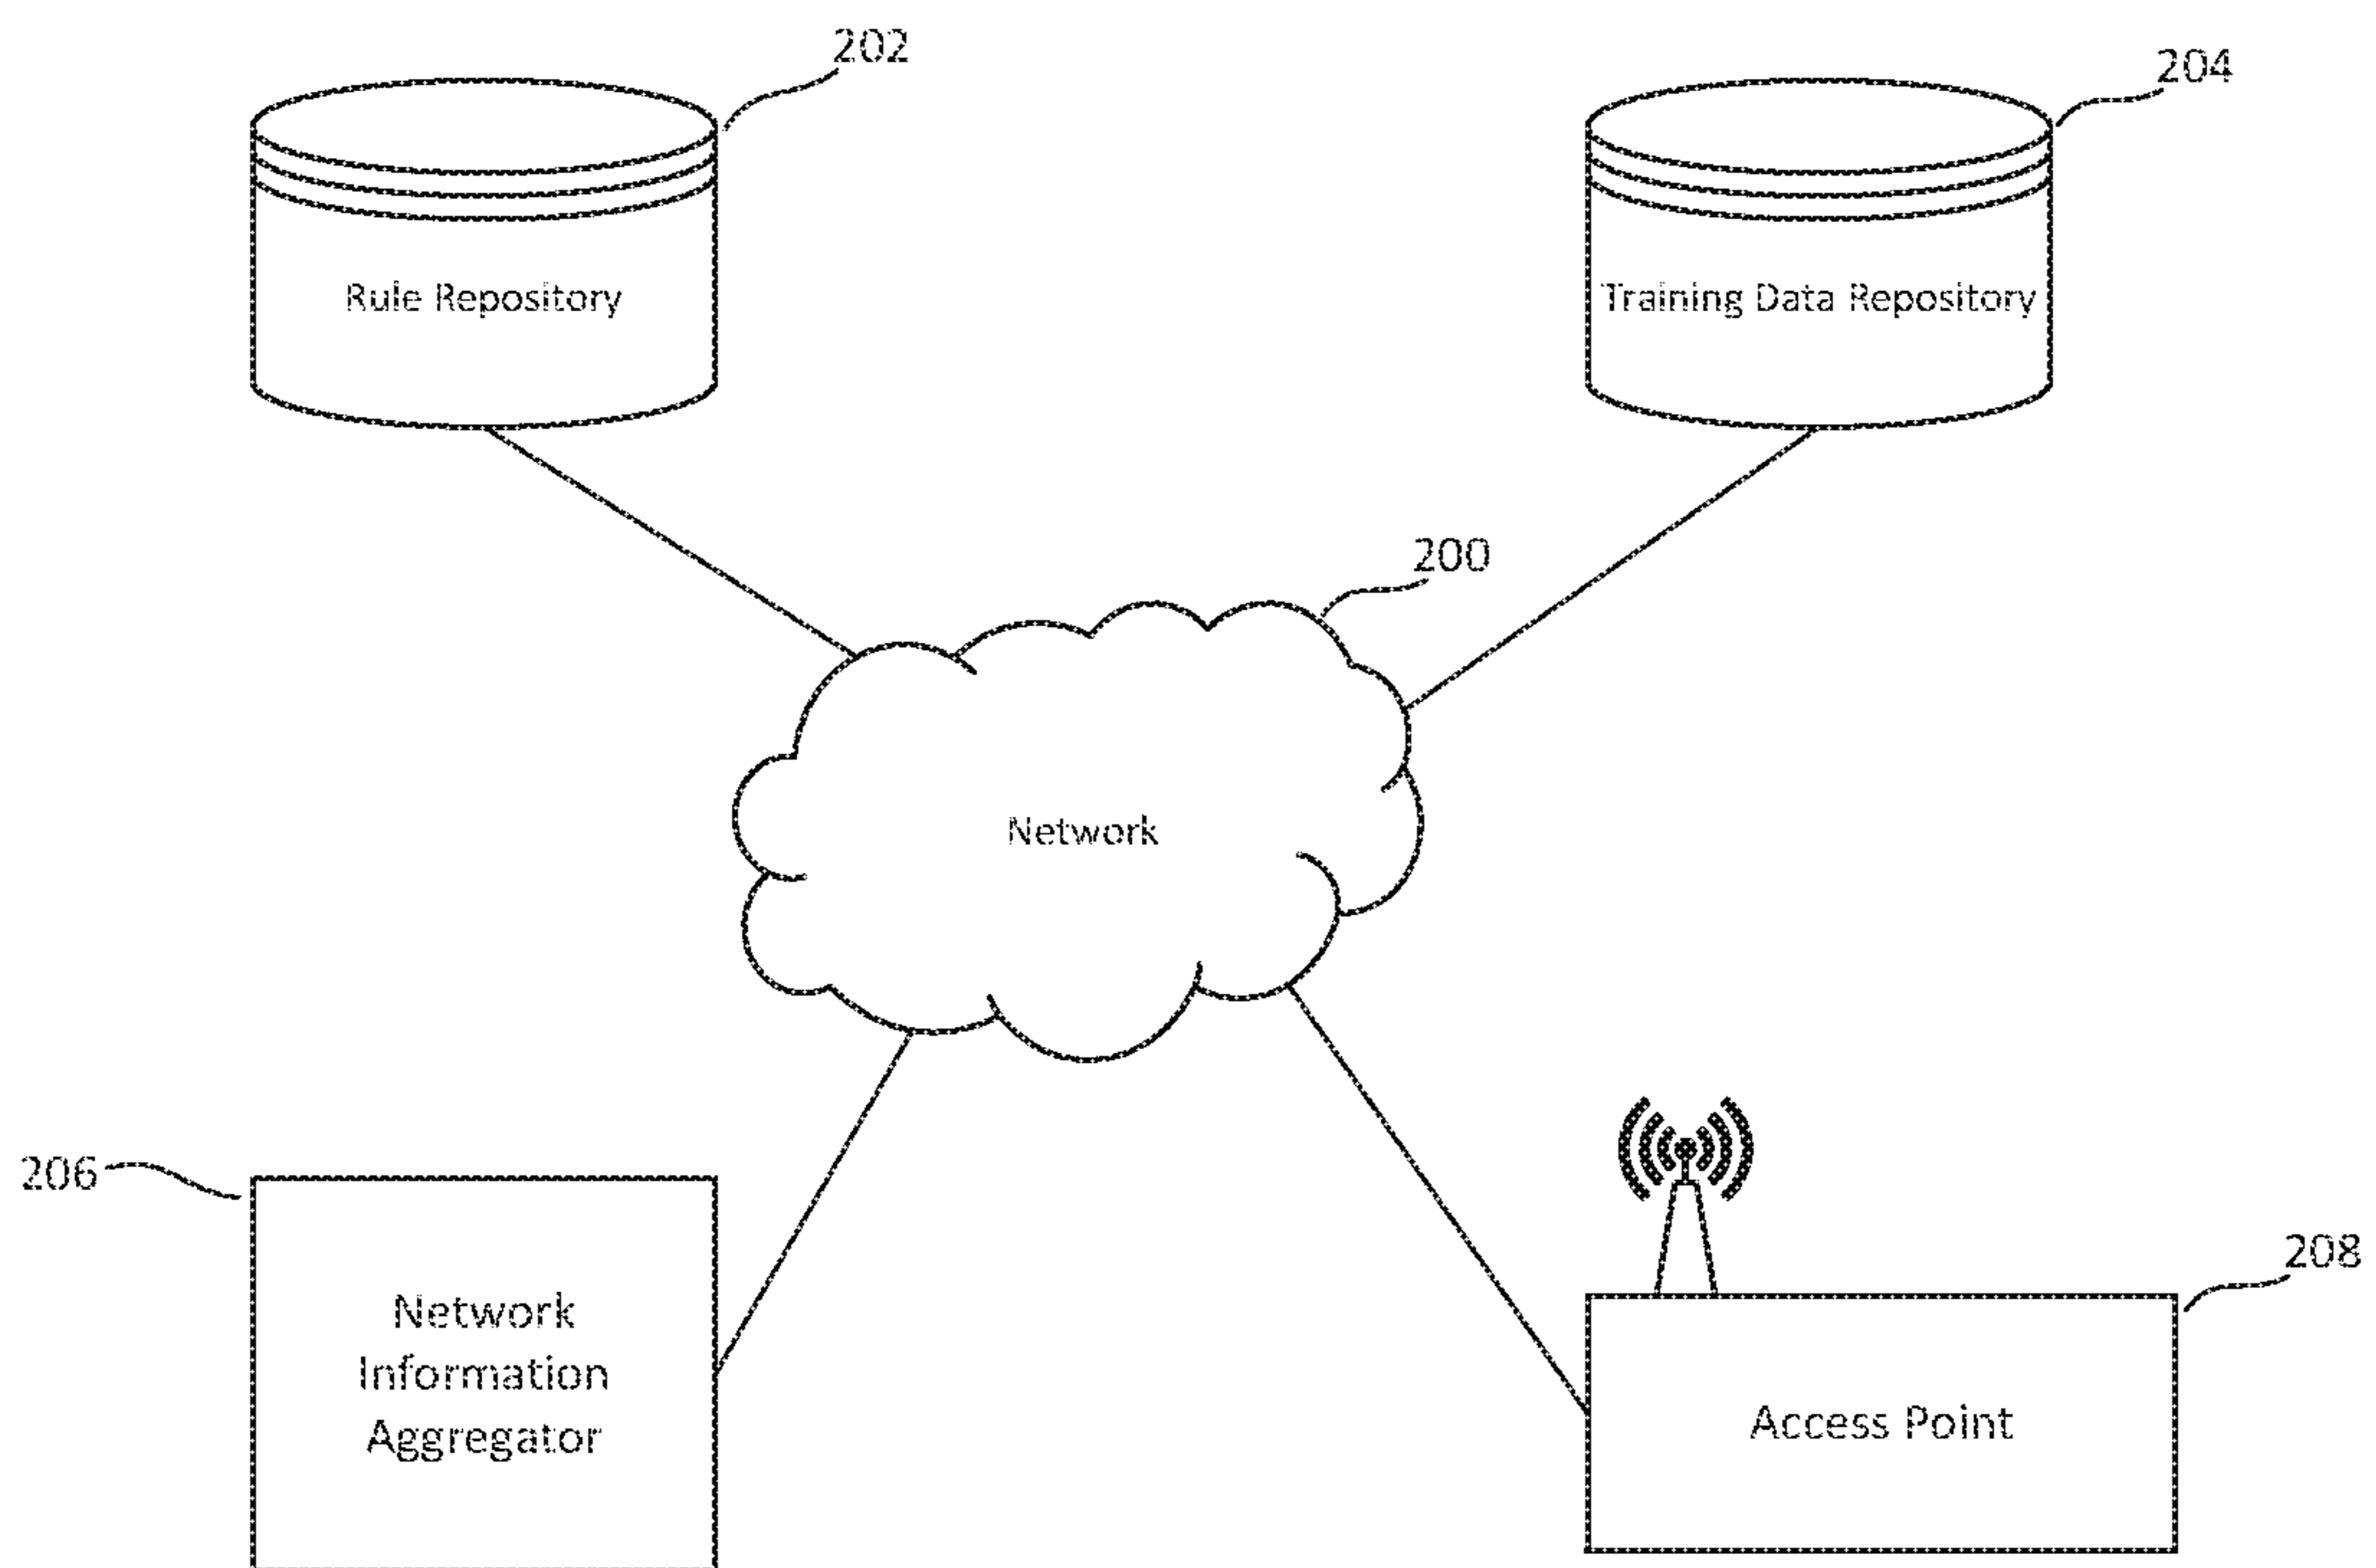 202
204
Rule Repository
Training Data Repository
200
Network
206
Network
Information
Aggregator
208
Access Point